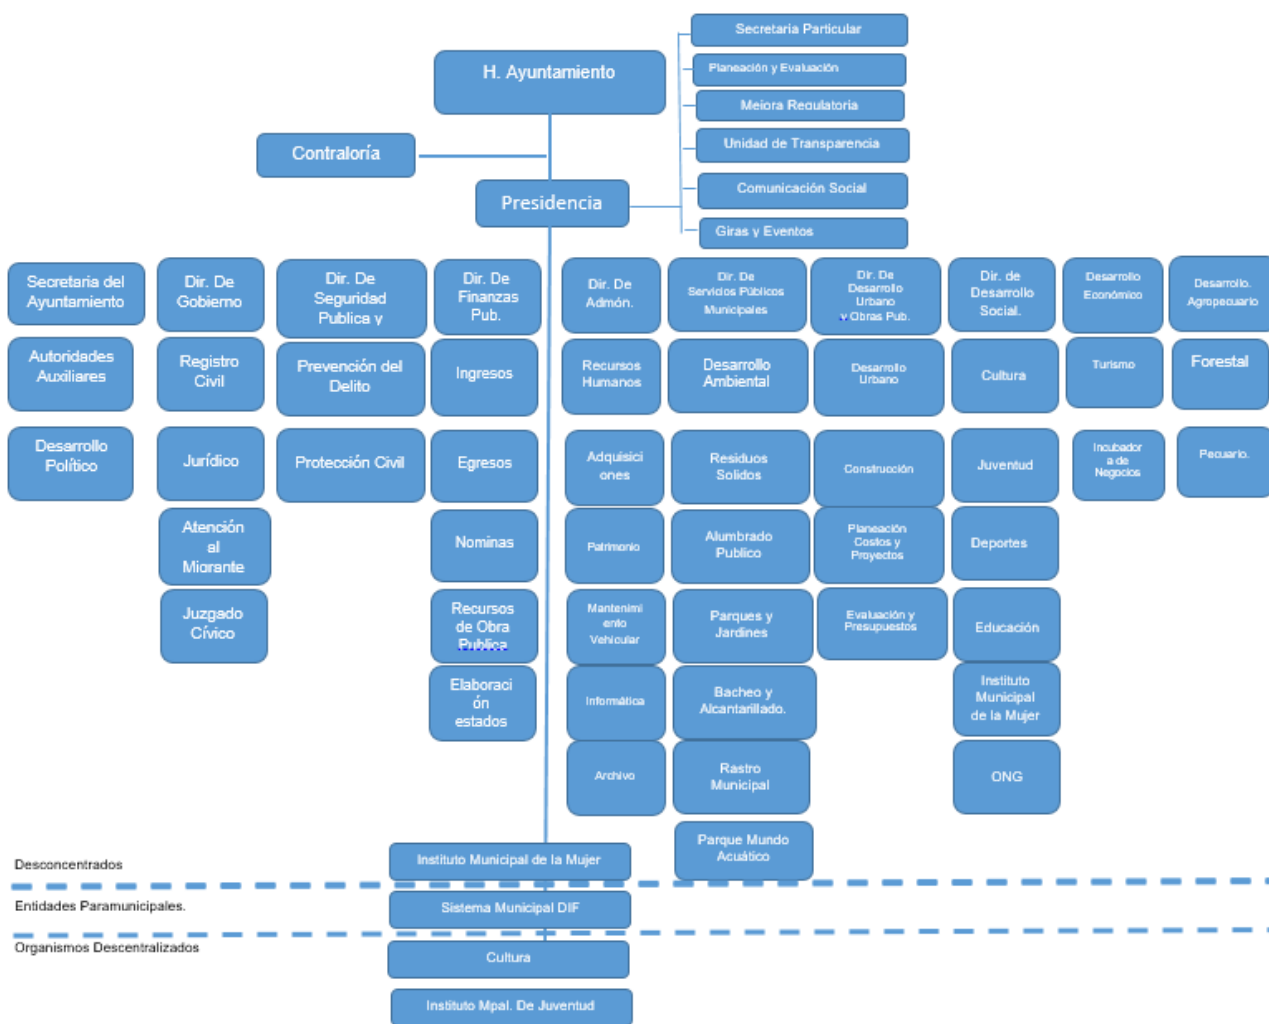 Secretaria Particular
H. Ayuntamiento
Planeación y Evaluación
Mejora Regulatoria
Unidad de Transparencia
Contraloría
Comunicación Social
Presidencia
Giras y Eventos
Secretaria del
Ayuntamiento
Dir. De
Gobierno
Dir. De
Seguridad
Publica y
Dir. De
Finanzas
Pub.
Dir. De
Admón.
Dir. De
Servicios Públicos
Municipales
Dir. De
Desarrollo
Urbano
y Obras Pub.
Dir. de
Desarrollo
Social.
Desarrollo
Económico
Desarrollo.
Agropecuario
Autoridades
Auxiliares
Registro
Civil
Prevención del
Delito
Ingresos
Recursos
Humanos
Desarrollo
Ambiental
Desarrollo
Urbano
Cultura
Turismo
Forestal
Desarrollo
Político
Jurídico
Protección Civil
Egresos
Adquisici
ones
Residuos
Solidos
Construcción
Juventud
Incubador
a de
Negocios
Pecuario.
Atención
al
Migrante
Nominas
Patrimonio
Alumbrado
Publico
Planeación
Costos y
Proyectos
Deportes
Juzgado
Cívico
Recursos
de Obra
Publica
Mantenimi
ento
Vehicular
Parques y
Jardines
Evaluación y
Presupuestos
Educación
Elaboraci
ón
estados
Informática
Bacheo y
Alcantarillado.
Instituto
Municipal
de la Mujer
Archivo
Rastro
Municipal
ONG
Parque Mundo
Acuático
Desconcentrados
Instituto Municipal de la Mujer
Entidades Paramunicipales.
Sistema Municipal DIF
Organismos Descentralizados
Cultura
Instituto Mpal. De Juventud